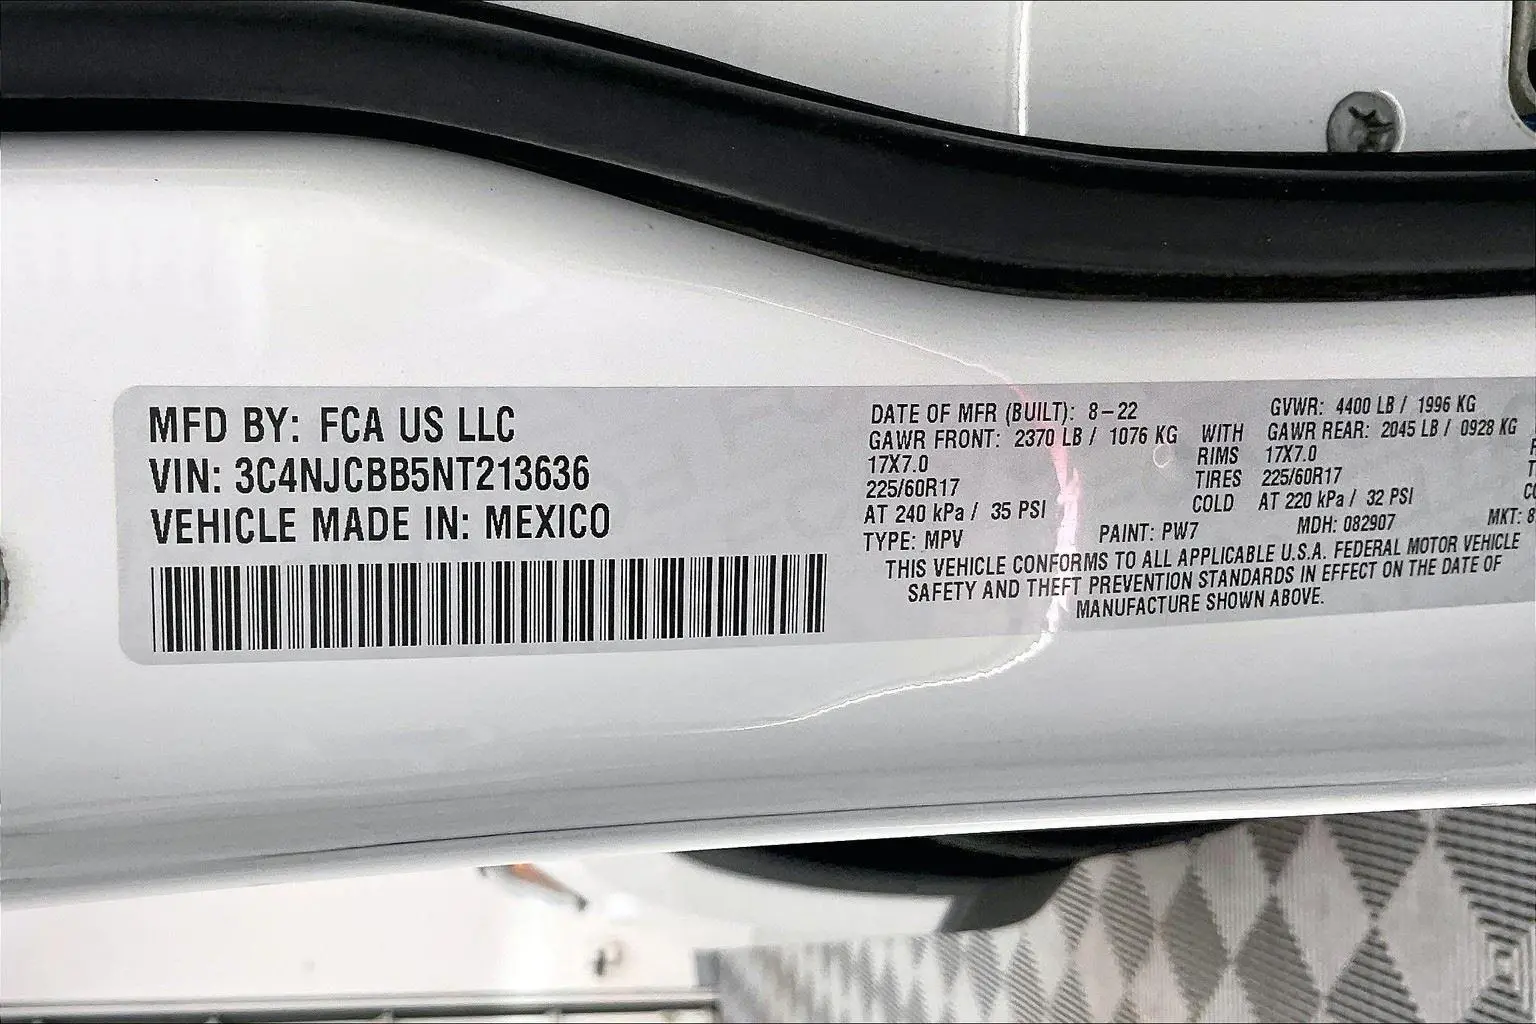 MFD BY: FCA US LLC
VIN: 3C4NJCBB5NT213636
VEHICLE MADE IN: MEXICO
DATE OF MFR (BUILT): 8-22 GVWR: 4400 LB / 1996 KG
GAWR FRONT: 2370 LB / 1076 KG WITH GAWR REAR: 2045 LB / 0928 KG
17X7.0 RIMS 17X7.0
225/60R17 TIRES 225/60R17
AT 240 kPa / 35 PSI COLD AT 220 kPa / 32 PSI
TYPE: MPV PAINT: PW7 MDH: 082907 MKT: 8
THIS VEHICLE CONFORMS TO ALL APPLICABLE U.S.A. FEDERAL MOTOR VEHICLE
SAFETY AND THEFT PREVENTION STANDARDS IN EFFECT ON THE DATE OF
MANUFACTURE SHOWN ABOVE.